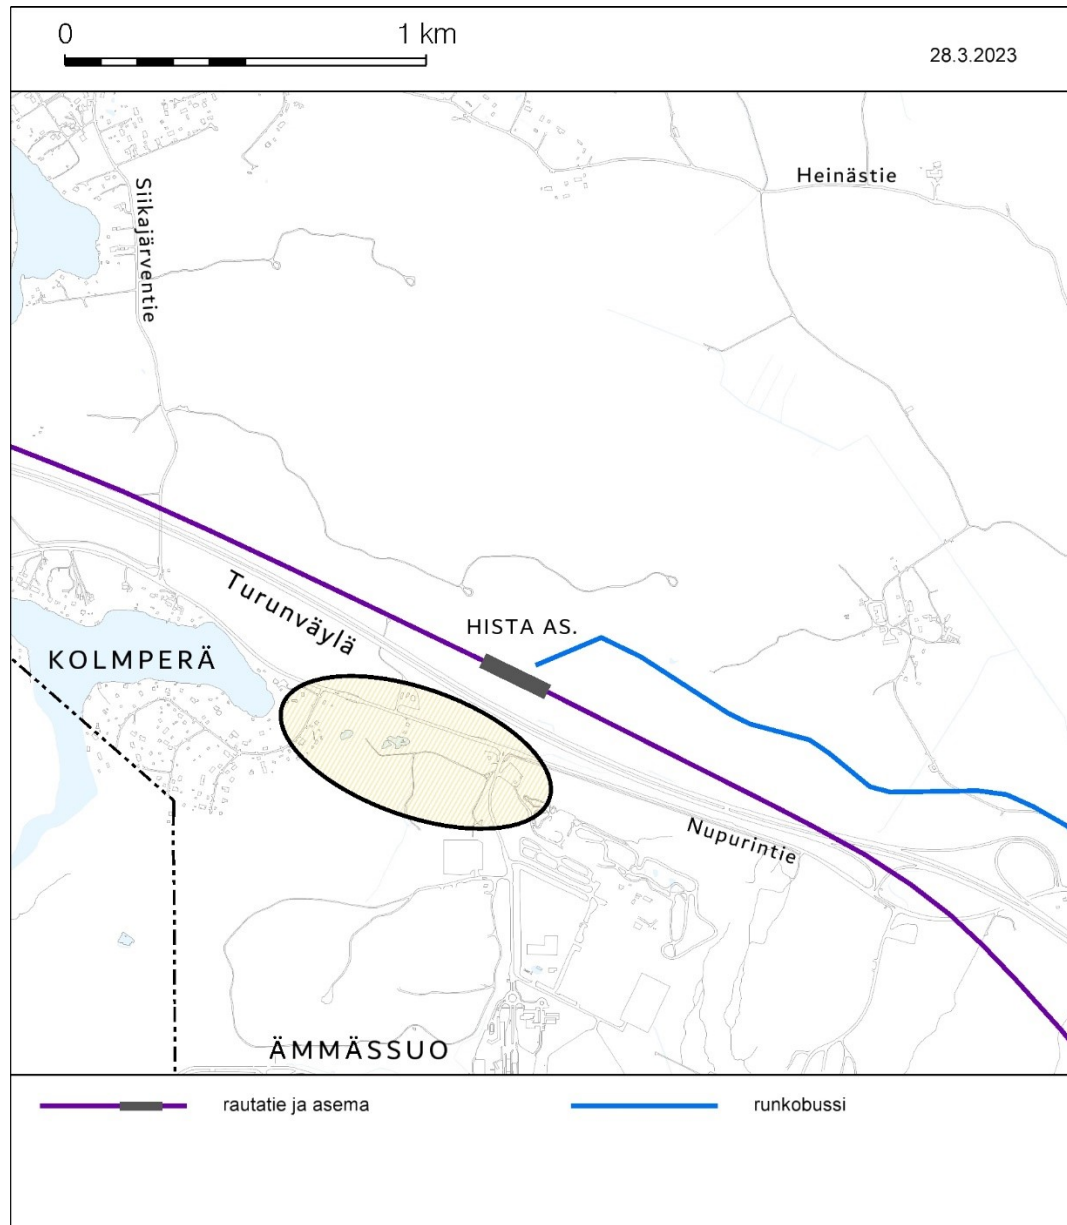 0 1 km
28.3.2023
Heinästie
Siikajärventie
Turunväylä
HISTA AS.
KOLMPERÄ
Nupurintie
ÄMMÄSSUO
rautatie ja asema
runkobussi